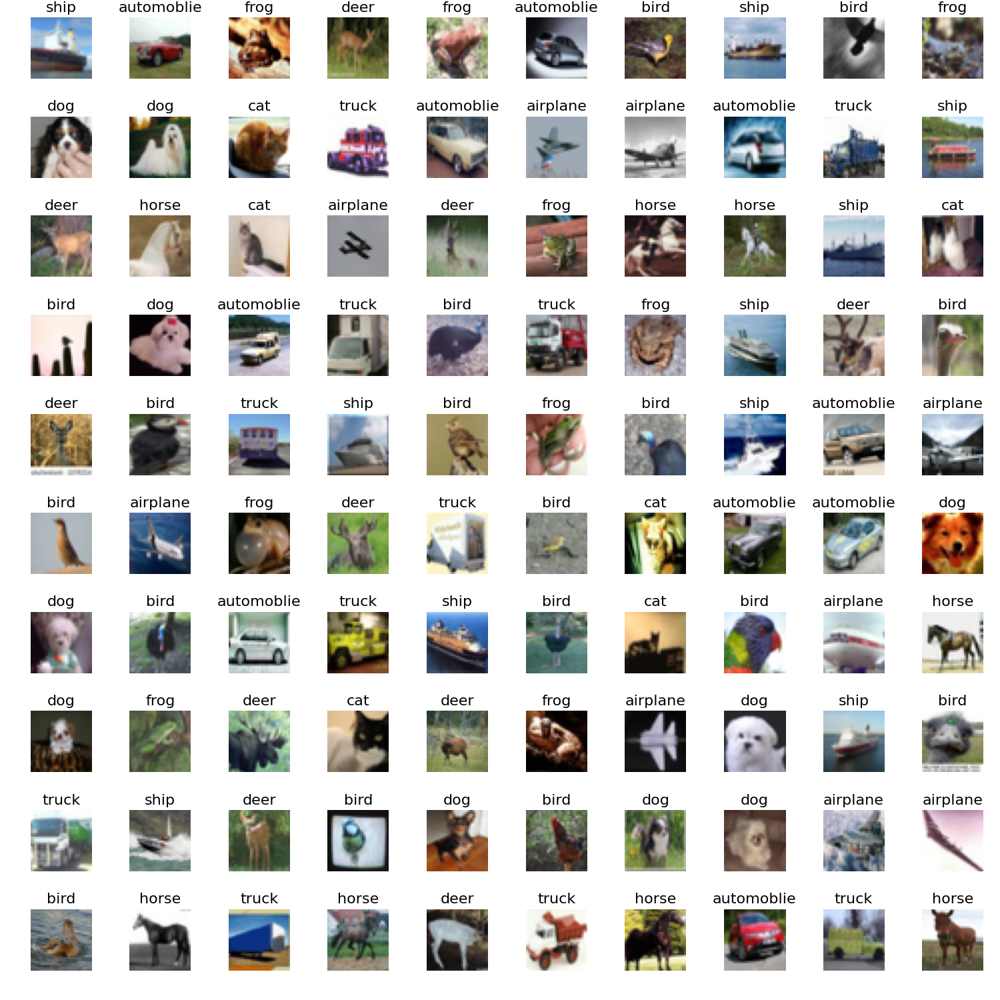 ship automoblie frog deer frog automoblie bird ship bird frog
dog dog cat truck automoblie airplane airplane automoblie truck ship
deer horse cat airplane deer frog horse horse ship cat
bird dog automoblie truck bird truck frog ship deer bird
deer bird truck ship bird frog bird ship automoblie airplane
bird airplane frog deer truck bird cat automoblie automoblie dog
dog bird automoblie truck ship bird cat bird airplane horse
dog frog deer cat deer frog airplane dog ship bird
truck ship deer bird dog bird dog dog airplane airplane
bird horse truck horse deer truck horse automoblie truck horse